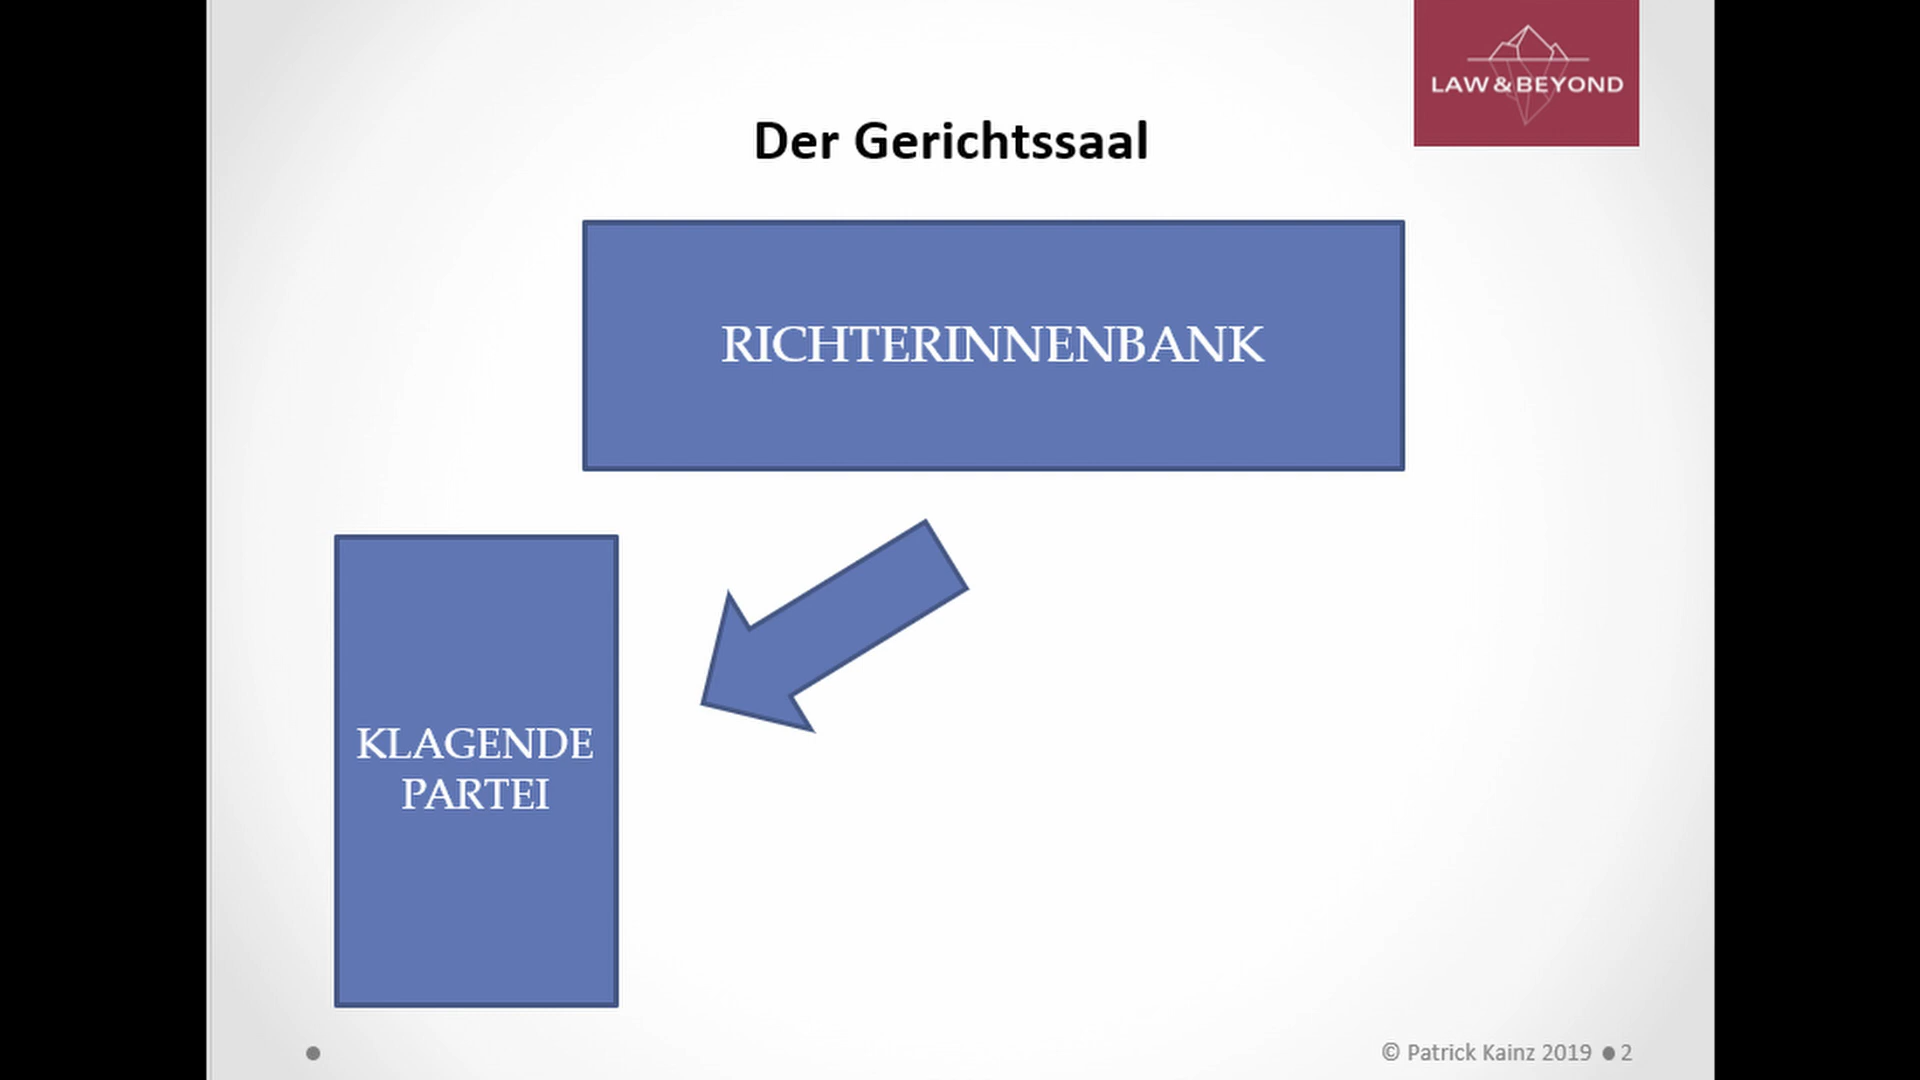 LAW & BEYOND
Der Gerichtssaal
RICHTERINNENBANK
KLAGENDE
PARTEI
© Patrick Kainz 2019 ● 2